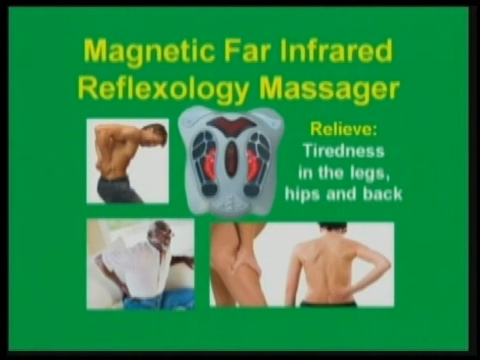 Magnetic Far Infrared
Reflexology Massager
Relieve:
Tiredness
in the legs,
hips and back